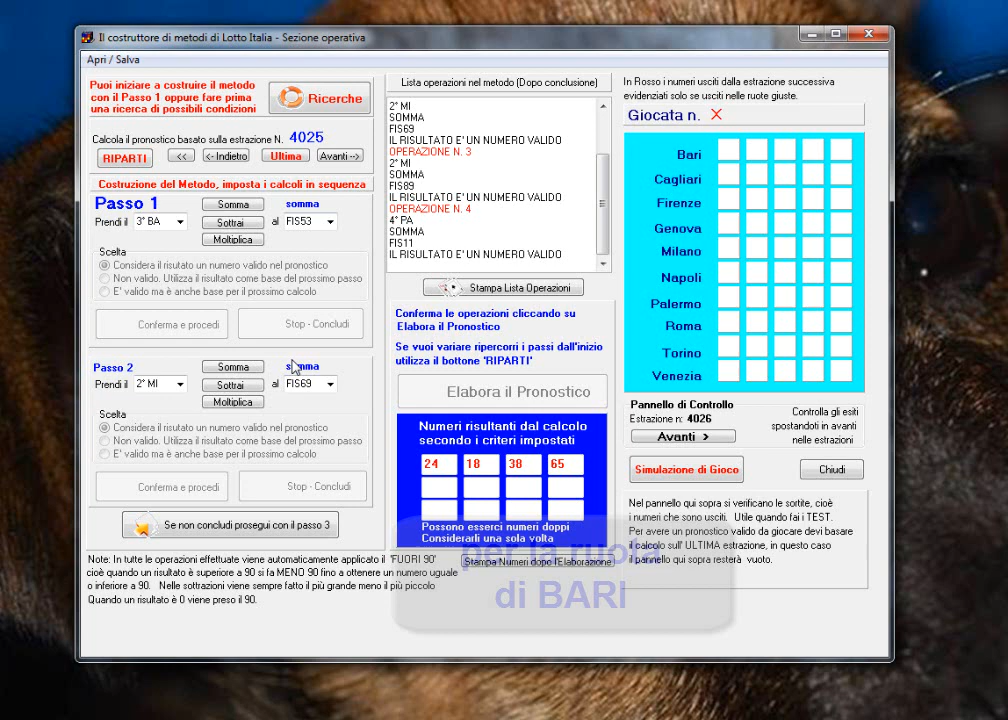 Il costruttore di metodi di Lotto Italia - Sezione operativa
Apri / Salva
Puoi iniziare a costruire il metodo
con il Passo 1 oppure fare prima
una ricerca di possibili condizioni
Ricerche
Calcola il pronostico basato sulla estrazione N. 4025
RIPARTI
<<
<-Indietro
Ultima
Avanti -->
Costruzione del Metodo, imposta i calcoli in sequenza
Passo 1
Somma
somma
Prendi il
3° BA
Sottrai
al
FIS53
Moltiplica
Scelta
Considera il risutato un numero valido nel pronostico
Non valido. Utilizza il risultato come base del prossimo passo
E' valido ma è anche base per il prossimo calcolo
Conferma e procedi
Stop - Concludi
Passo 2
Somma
somma
Prendi il
2° MI
Sottrai
al
FIS69
Moltiplica
Scelta
Considera il risultato un numero valido nel pronostico
Non valido. Utilizza il risultato come base del prossimo passo
E' valido ma è anche base per il prossimo calcolo
Conferma e procedi
Stop - Concludi
Se non concludi prosegui con il passo 3
Note: In tutte le operazioni effettuate viene automaticamente applicato il 'FUORI 90'
cioè quando un risultato è superiore a 90 si fa MENO 90 fino a ottenere un numero uguale
o inferiore a 90. Nelle sottrazioni viene sempre fatto il più grande meno il più piccolo
Quando un risultato è 0 viene preso il 90.
Lista operazioni nel metodo (Dopo conclusione)
2° MI
SOMMA
FIS69
IL RISULTATO E' UN NUMERO VALIDO
OPERAZIONE N. 3
2° MI
SOMMA
FIS89
IL RISULTATO E' UN NUMERO VALIDO
OPERAZIONE N. 4
4° PA
SOMMA
FIS11
IL RISULTATO E' UN NUMERO VALIDO
Stampa Lista Operazioni
Conferma le operazioni cliccando su
Elabora il Pronostico
Se vuoi variare ripercorri i passi dall'inizio
utilizza il bottone 'RIPARTI'
Elabora il Pronostico
Numeri risultanti dal calcolo
secondo i criteri impostati
24 18 38 65
Possono esserci numeri doppi
Considerarli una sola volta
Stampa Numeri dopo l'Elaborazione
per la ruota
di BARI
In Rosso i numeri usciti dalla estrazione successiva
evidenziati solo se usciti nelle ruote giuste.
Giocata n. X
Bari
Cagliari
Firenze
Genova
Milano
Napoli
Palermo
Roma
Torino
Venezia
Pannello di Controllo
Estrazione n: 4026
Avanti >
Controlla gli esiti
spostandoti in avanti
nelle estrazioni
Simulazione di Gioco
Chiudi
Nel pannello qui sopra si verificano le sortite, cioè
i numeri che sono usciti. Utile quando fai i TEST.
Per avere un pronostico valido da giocare devi basare
il calcolo sull' ULTIMA estrazione, in questo caso
il pannello qui sopra resterà vuoto.